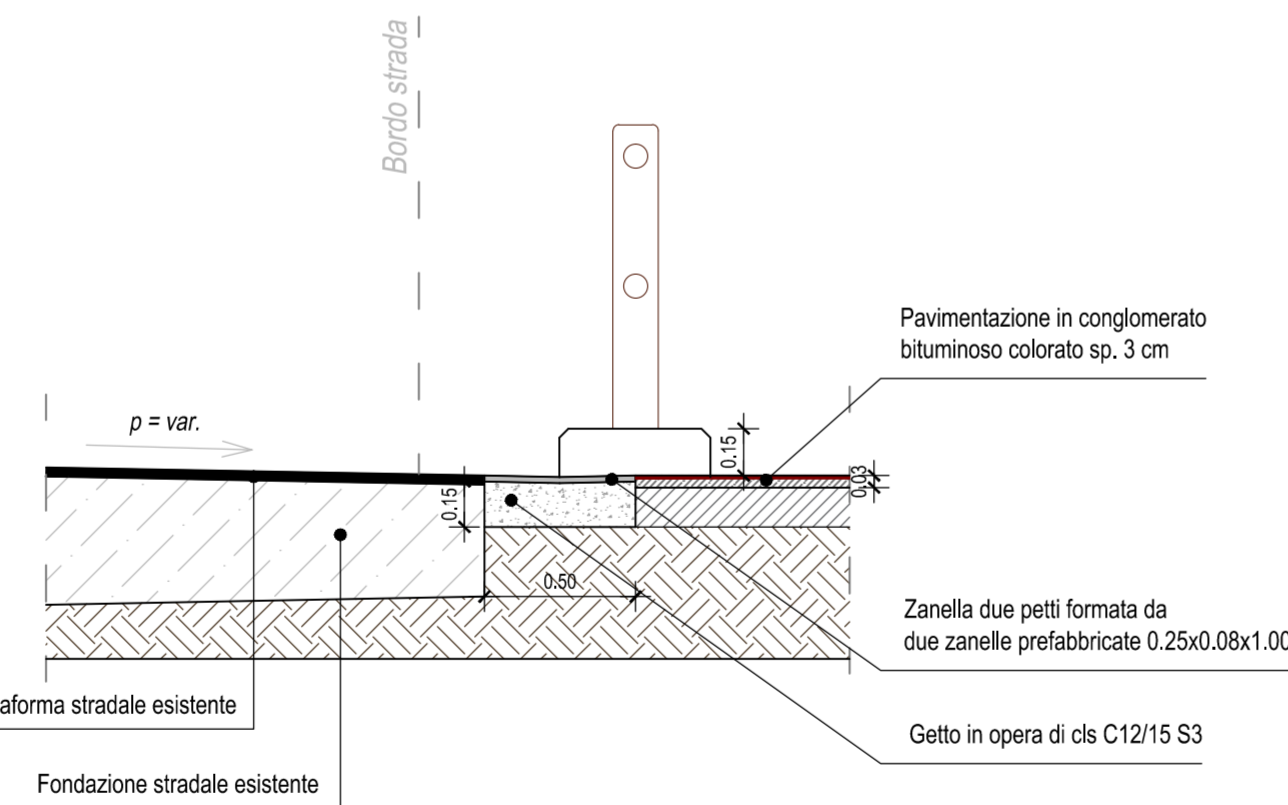 Bordo strada
Pavimentazione in conglomerato
bituminoso colorato sp. 3 cm
p = var.
0.15
0.03
0.15
0.50
Zanella due petti formata da
due zanelle prefabbricate 0.25x0.08x1.00
aforma stradale esistente
Getto in opera di cls C12/15 S3
Fondazione stradale esistente